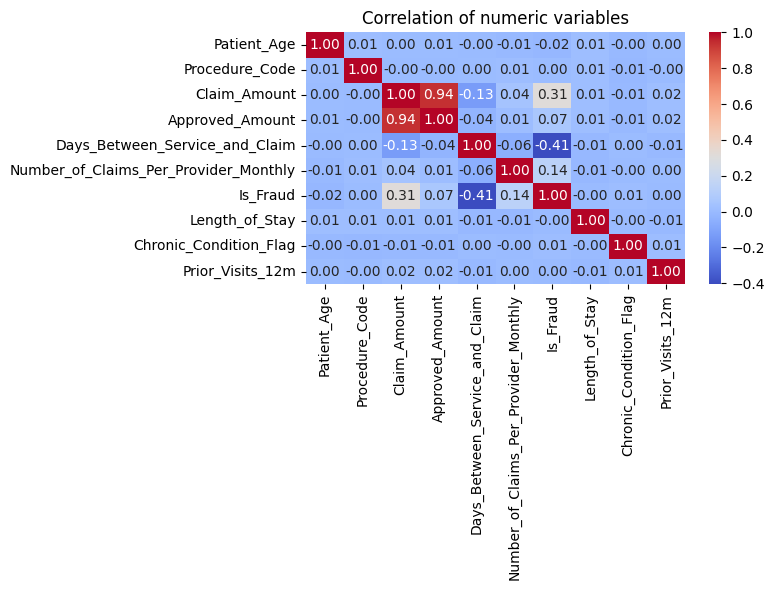 Correlation of numeric variables
Patient_Age 1.00 0.01 0.00 0.01 -0.00 -0.01 -0.02 0.01 -0.00 0.00
Procedure_Code 0.01 1.00 -0.00 -0.00 0.00 0.01 0.00 0.01 -0.01 -0.00
Claim_Amount 0.00 -0.00 1.00 0.94 -0.13 0.04 0.31 0.01 -0.01 0.02
Approved_Amount 0.01 -0.00 0.94 1.00 -0.04 0.01 0.07 0.01 -0.01 0.02
Days_Between_Service_and_Claim -0.00 0.00 -0.13 -0.04 1.00 -0.06 -0.41 -0.01 0.00 -0.01
Number_of_Claims_Per_Provider_Monthly -0.01 0.01 0.04 0.01 -0.06 1.00 0.14 -0.01 -0.00 0.00
Is_Fraud -0.02 0.00 0.31 0.07 -0.41 0.14 1.00 -0.00 0.01 0.00
Length_of_Stay 0.01 0.01 0.01 0.01 -0.01 -0.01 -0.00 1.00 -0.00 -0.01
Chronic_Condition_Flag -0.00 -0.01 -0.01 -0.01 0.00 -0.00 0.01 -0.00 1.00 0.01
Prior_Visits_12m 0.00 -0.00 0.02 0.02 -0.01 0.00 0.00 -0.01 0.01 1.00
Patient_Age
Procedure_Code
Claim_Amount
Approved_Amount
Days_Between_Service_and_Claim
Number_of_Claims_Per_Provider_Monthly
Is_Fraud
Length_of_Stay
Chronic_Condition_Flag
Prior_Visits_12m
1.0
0.8
0.6
0.4
0.2
0.0
−0.2
−0.4